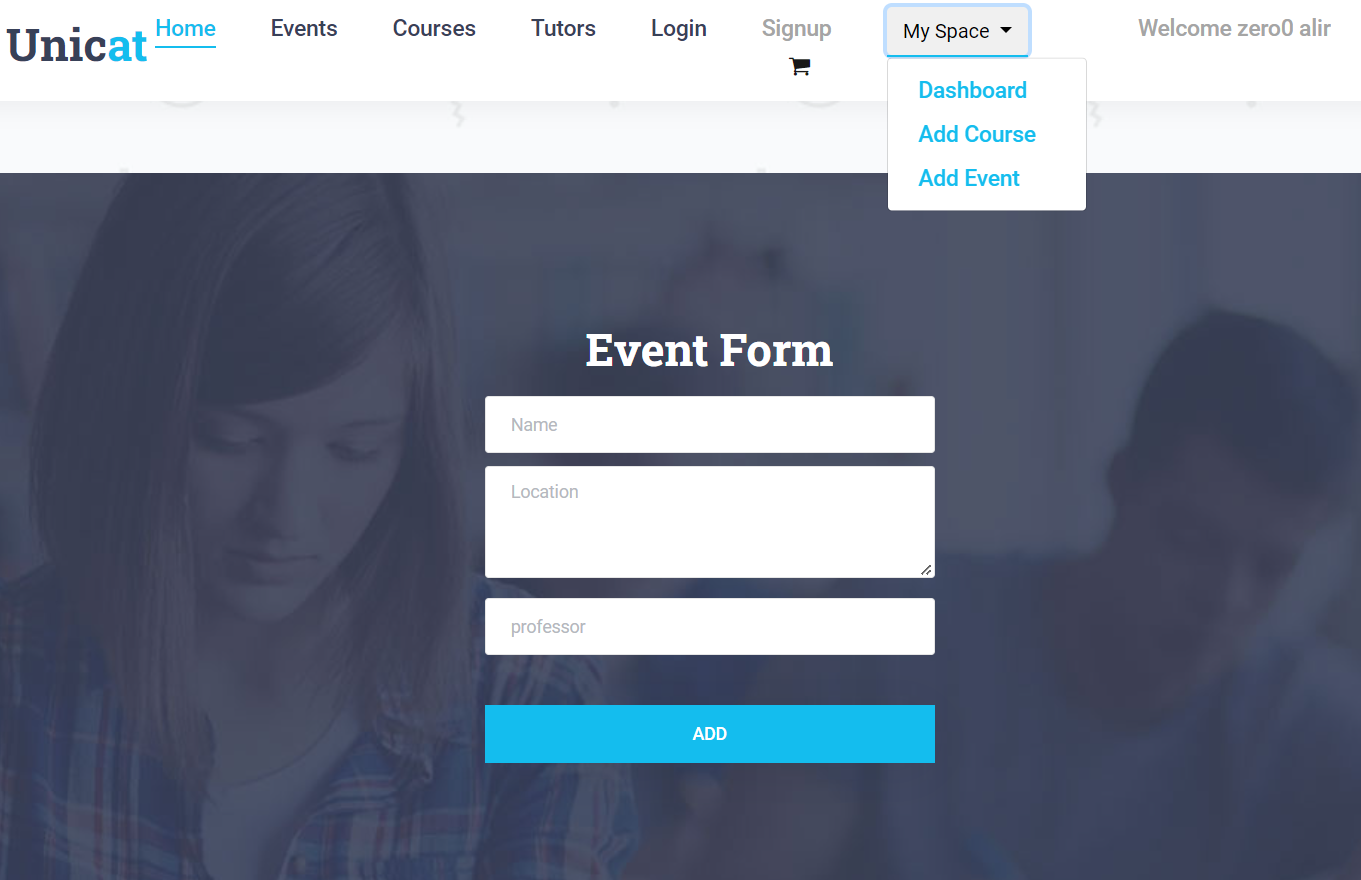 Unicat
Home Events Courses Tutors Login Signup My Space Welcome zero0 alir
Dashboard
Add Course
Add Event
Event Form
Name
Location
professor
ADD